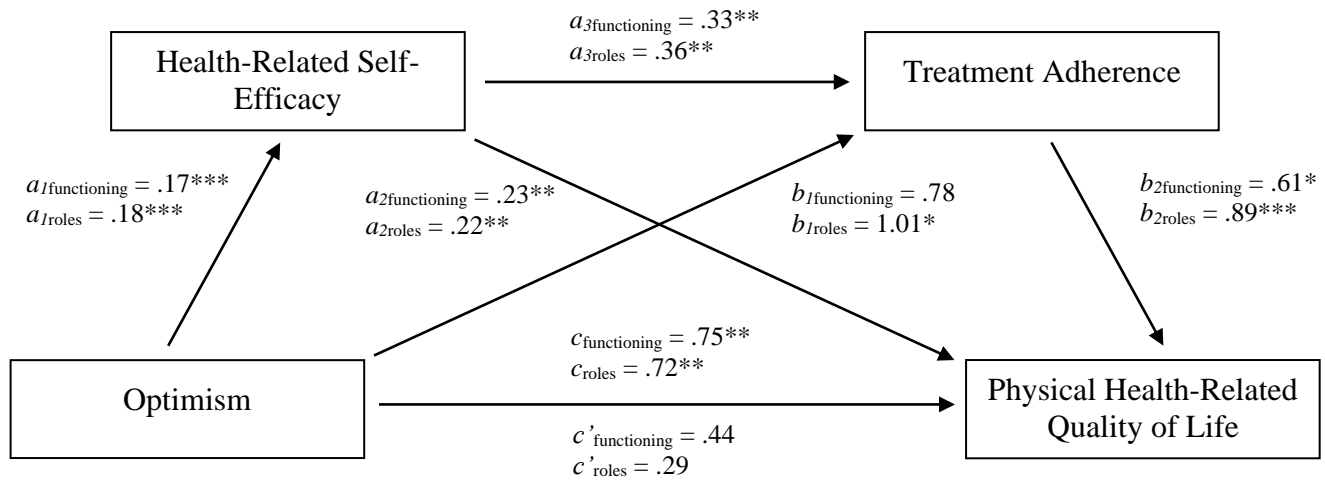 a3functioning = .33**
a3roles = .36**
Health-Related Self-
Efficacy
Treatment Adherence
a1functioning = .17***
a1roles = .18***
a2functioning = .23**
a2roles = .22**
b1functioning = .78
b1roles = 1.01*
b2functioning = .61*
b2roles = .89***
cfunctioning = .75**
croles = .72**
Optimism
Physical Health-Related
Quality of Life
c’functioning = .44
c’roles = .29